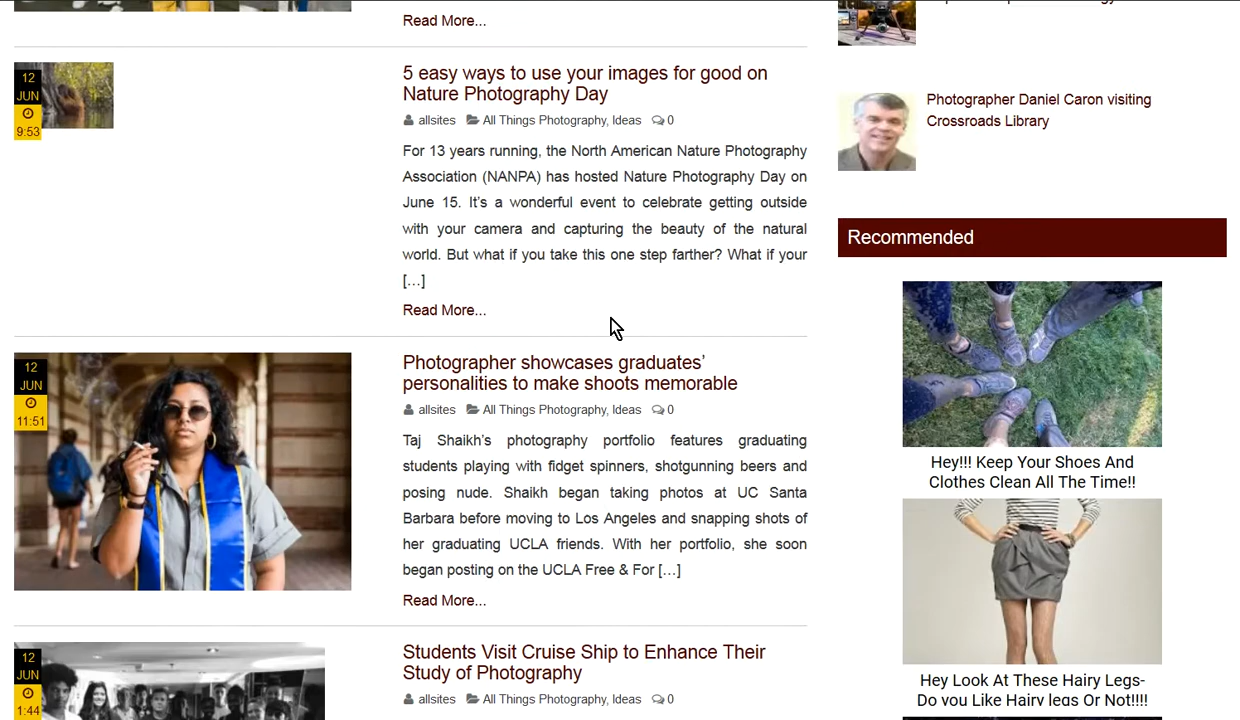 Read More...
12
JUN
9:53
5 easy ways to use your images for good on
Nature Photography Day
allsites All Things Photography, Ideas 0
For 13 years running, the North American Nature Photography
Association (NANPA) has hosted Nature Photography Day on
June 15. It's a wonderful event to celebrate getting outside
with your camera and capturing the beauty of the natural
world. But what if you take this one step farther? What if your
[…]
Read More...
12
JUN
11:51
Photographer showcases graduates’
personalities to make shoots memorable
allsites All Things Photography, Ideas 0
Taj Shaikh's photography portfolio features graduating
students playing with fidget spinners, shotgunning beers and
posing nude. Shaikh began taking photos at UC Santa
Barbara before moving to Los Angeles and snapping shots of
her graduating UCLA friends. With her portfolio, she soon
began posting on the UCLA Free & For […]
Read More...
12
JUN
1:44
Students Visit Cruise Ship to Enhance Their
Study of Photography
allsites All Things Photography, Ideas 0
Photographer Daniel Caron visiting
Crossroads Library
Recommended
Hey!!! Keep Your Shoes And
Clothes Clean All The Time!!
Hey Look At These Hairy Legs-
Do you Like Hairy legs Or Not!!!!